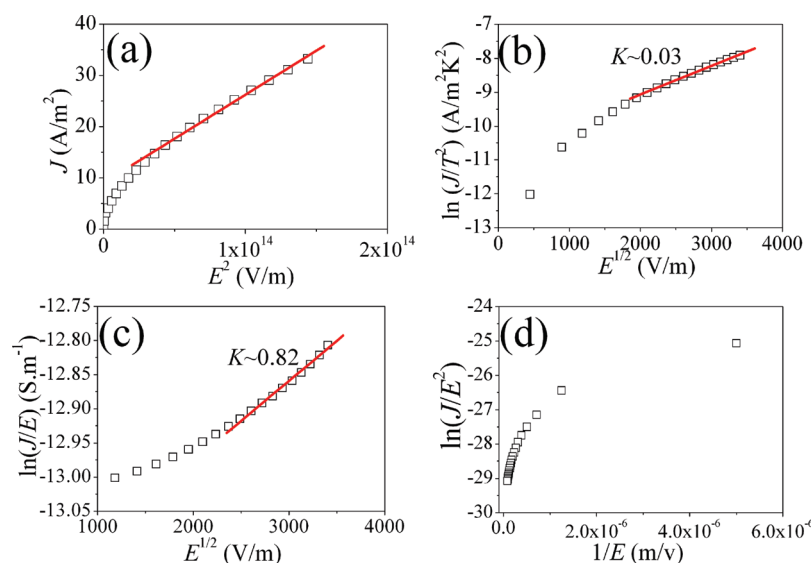 (a)
40
30
20
10
0
J (A/m²)
0
1x10¹⁴
2x10¹⁴
E² (V/m)
(b)
K~0.03
-7
-8
-9
-10
-11
-12
-13
ln (J/T²) (A/m²K²)
0
1000
2000
3000
4000
E^1/2 (V/m)
(c)
K~0.82
-12.75
-12.80
-12.85
-12.90
-12.95
-13.00
-13.05
ln(J/E) (S.m⁻¹)
1000
2000
3000
4000
E^1/2 (V/m)
(d)
-24
-25
-26
-27
-28
-29
-30
ln(J/E²)
0.0
2.0x10⁻⁶
4.0x10⁻⁶
6.0x10⁻⁶
1/E (m/v)